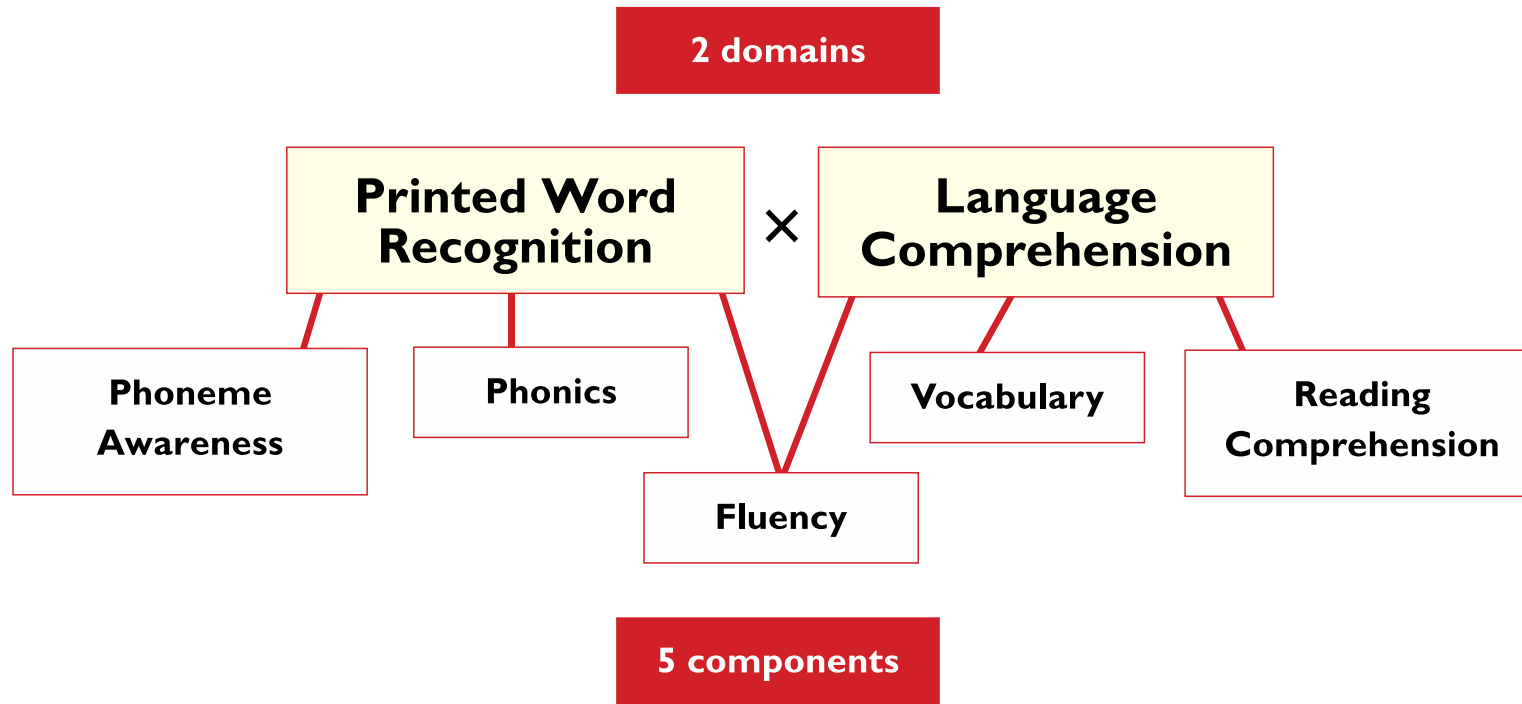 2 domains
Printed Word
Recognition
×
Language
Comprehension
Phoneme
Awareness
Phonics
Fluency
Vocabulary
Reading
Comprehension
5 components